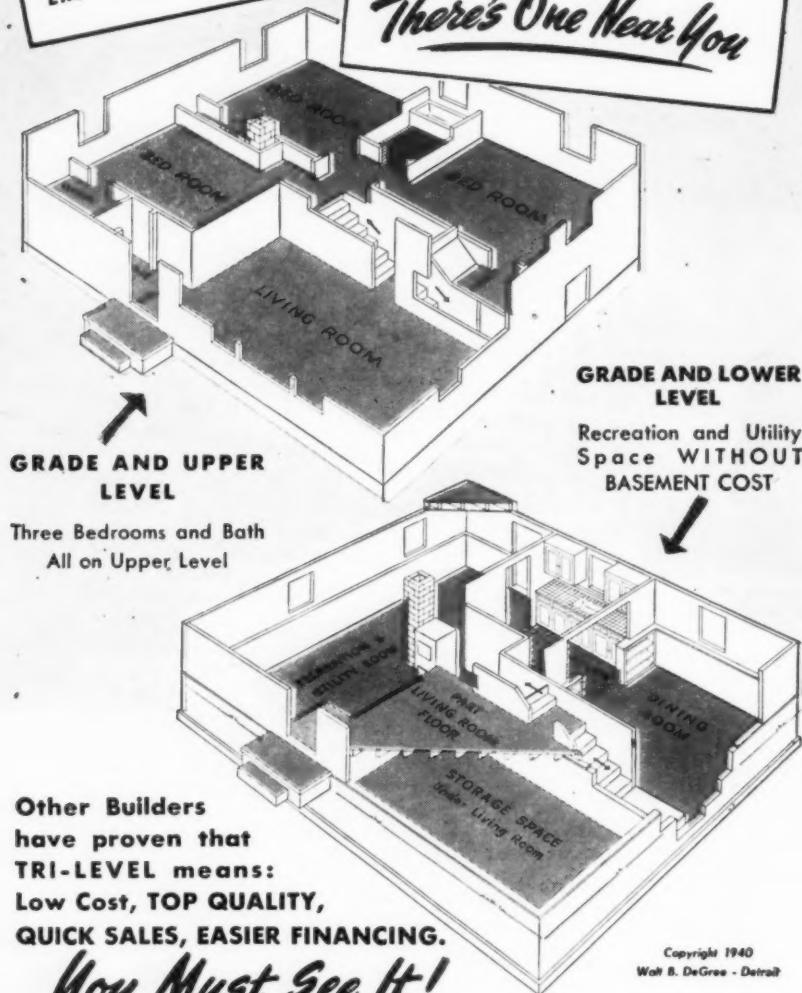 There's One Near You
BED ROOM
BED ROOM
BED ROOM
LIVING ROOM
GRADE AND UPPER
LEVEL
Three Bedrooms and Bath
All on Upper Level
GRADE AND LOWER
LEVEL
Recreation and Utility
Space WITHOUT
BASEMENT COST
RECREATION &
UTILITY ROOM
PART
LIVING ROOM
FLOOR
DINING
ROOM
STORAGE SPACE
Under Living Room
Other Builders
have proven that
TRI-LEVEL means:
Low Cost, TOP QUALITY,
QUICK SALES, EASIER FINANCING.
You Must See It!
Copyright 1940
Walt B. DeGree - Detroit